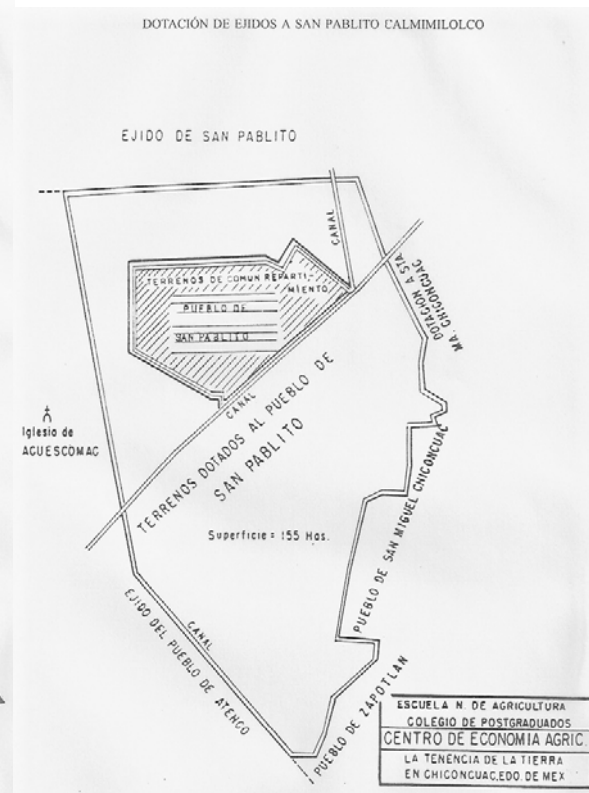 DOTACIÓN DE EJIDOS A SAN PABLITO CALMIMILOLCO
EJIDO DE SAN PABLITO
CANAL
DOTACION A STA.
MA. CHICONCUAC
TERRENOS DE COMUN REPARTI-
MIENTO
PUEBLO DE
SAN PABLITO
CANAL
Iglesia de
ACUESCOMAC
TERRENOS DOTADOS AL PUEBLO DE
SAN PABLITO
Superficie = 155 Has.
PUEBLO DE SAN MIGUEL CHICONCUAC
CANAL
EJIDO DEL PUEBLO DE ATENCO
PUEBLO DE ZAPOTLAN
ESCUELA N. DE AGRICULTURA
COLEGIO DE POSTGRADUADOS
CENTRO DE ECONOMIA AGRIC.
LA TENENCIA DE LA TIERRA
EN CHICONCUAC, EDO. DE MEX